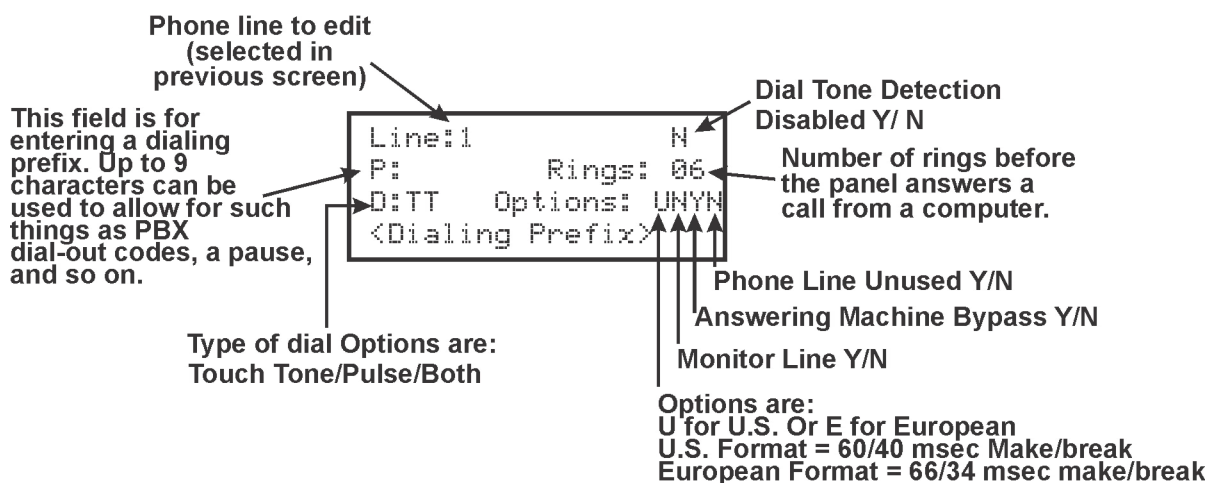 Phone line to edit
(selected in
previous screen)
This field is for
entering a dialing
prefix. Up to 9
characters can be
used to allow for such
things as PBX
dial-out codes, a pause,
and so on.
Line:1 N
P: Rings: 06
D:TT Options: UNYN
<Dialing Prefix>
Dial Tone Detection
Disabled Y/ N
Number of rings before
the panel answers a
call from a computer.
Phone Line Unused Y/N
Answering Machine Bypass Y/N
Monitor Line Y/N
Type of dial Options are:
Touch Tone/Pulse/Both
Options are:
U for U.S. Or E for European
U.S. Format = 60/40 msec Make/break
European Format = 66/34 msec make/break